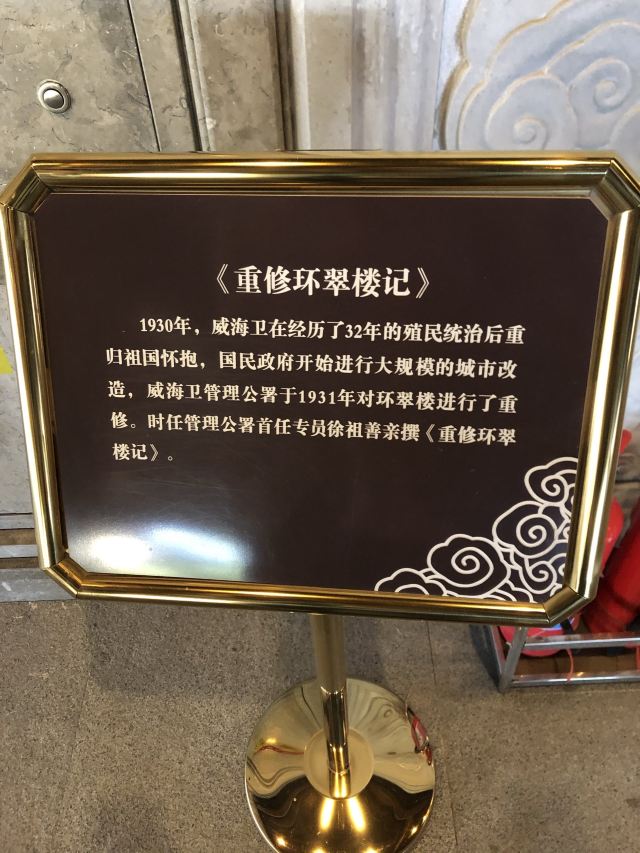 《重修环翠楼记》
1930年，威海卫在经历了32年的殖民统治后重
归祖国怀抱，国民政府开始进行大规模的城市改
造，威海卫管理公署于1931年对环翠楼进行了重
修。时任管理公署首任专员徐祖善亲撰《重修环翠
楼记》。